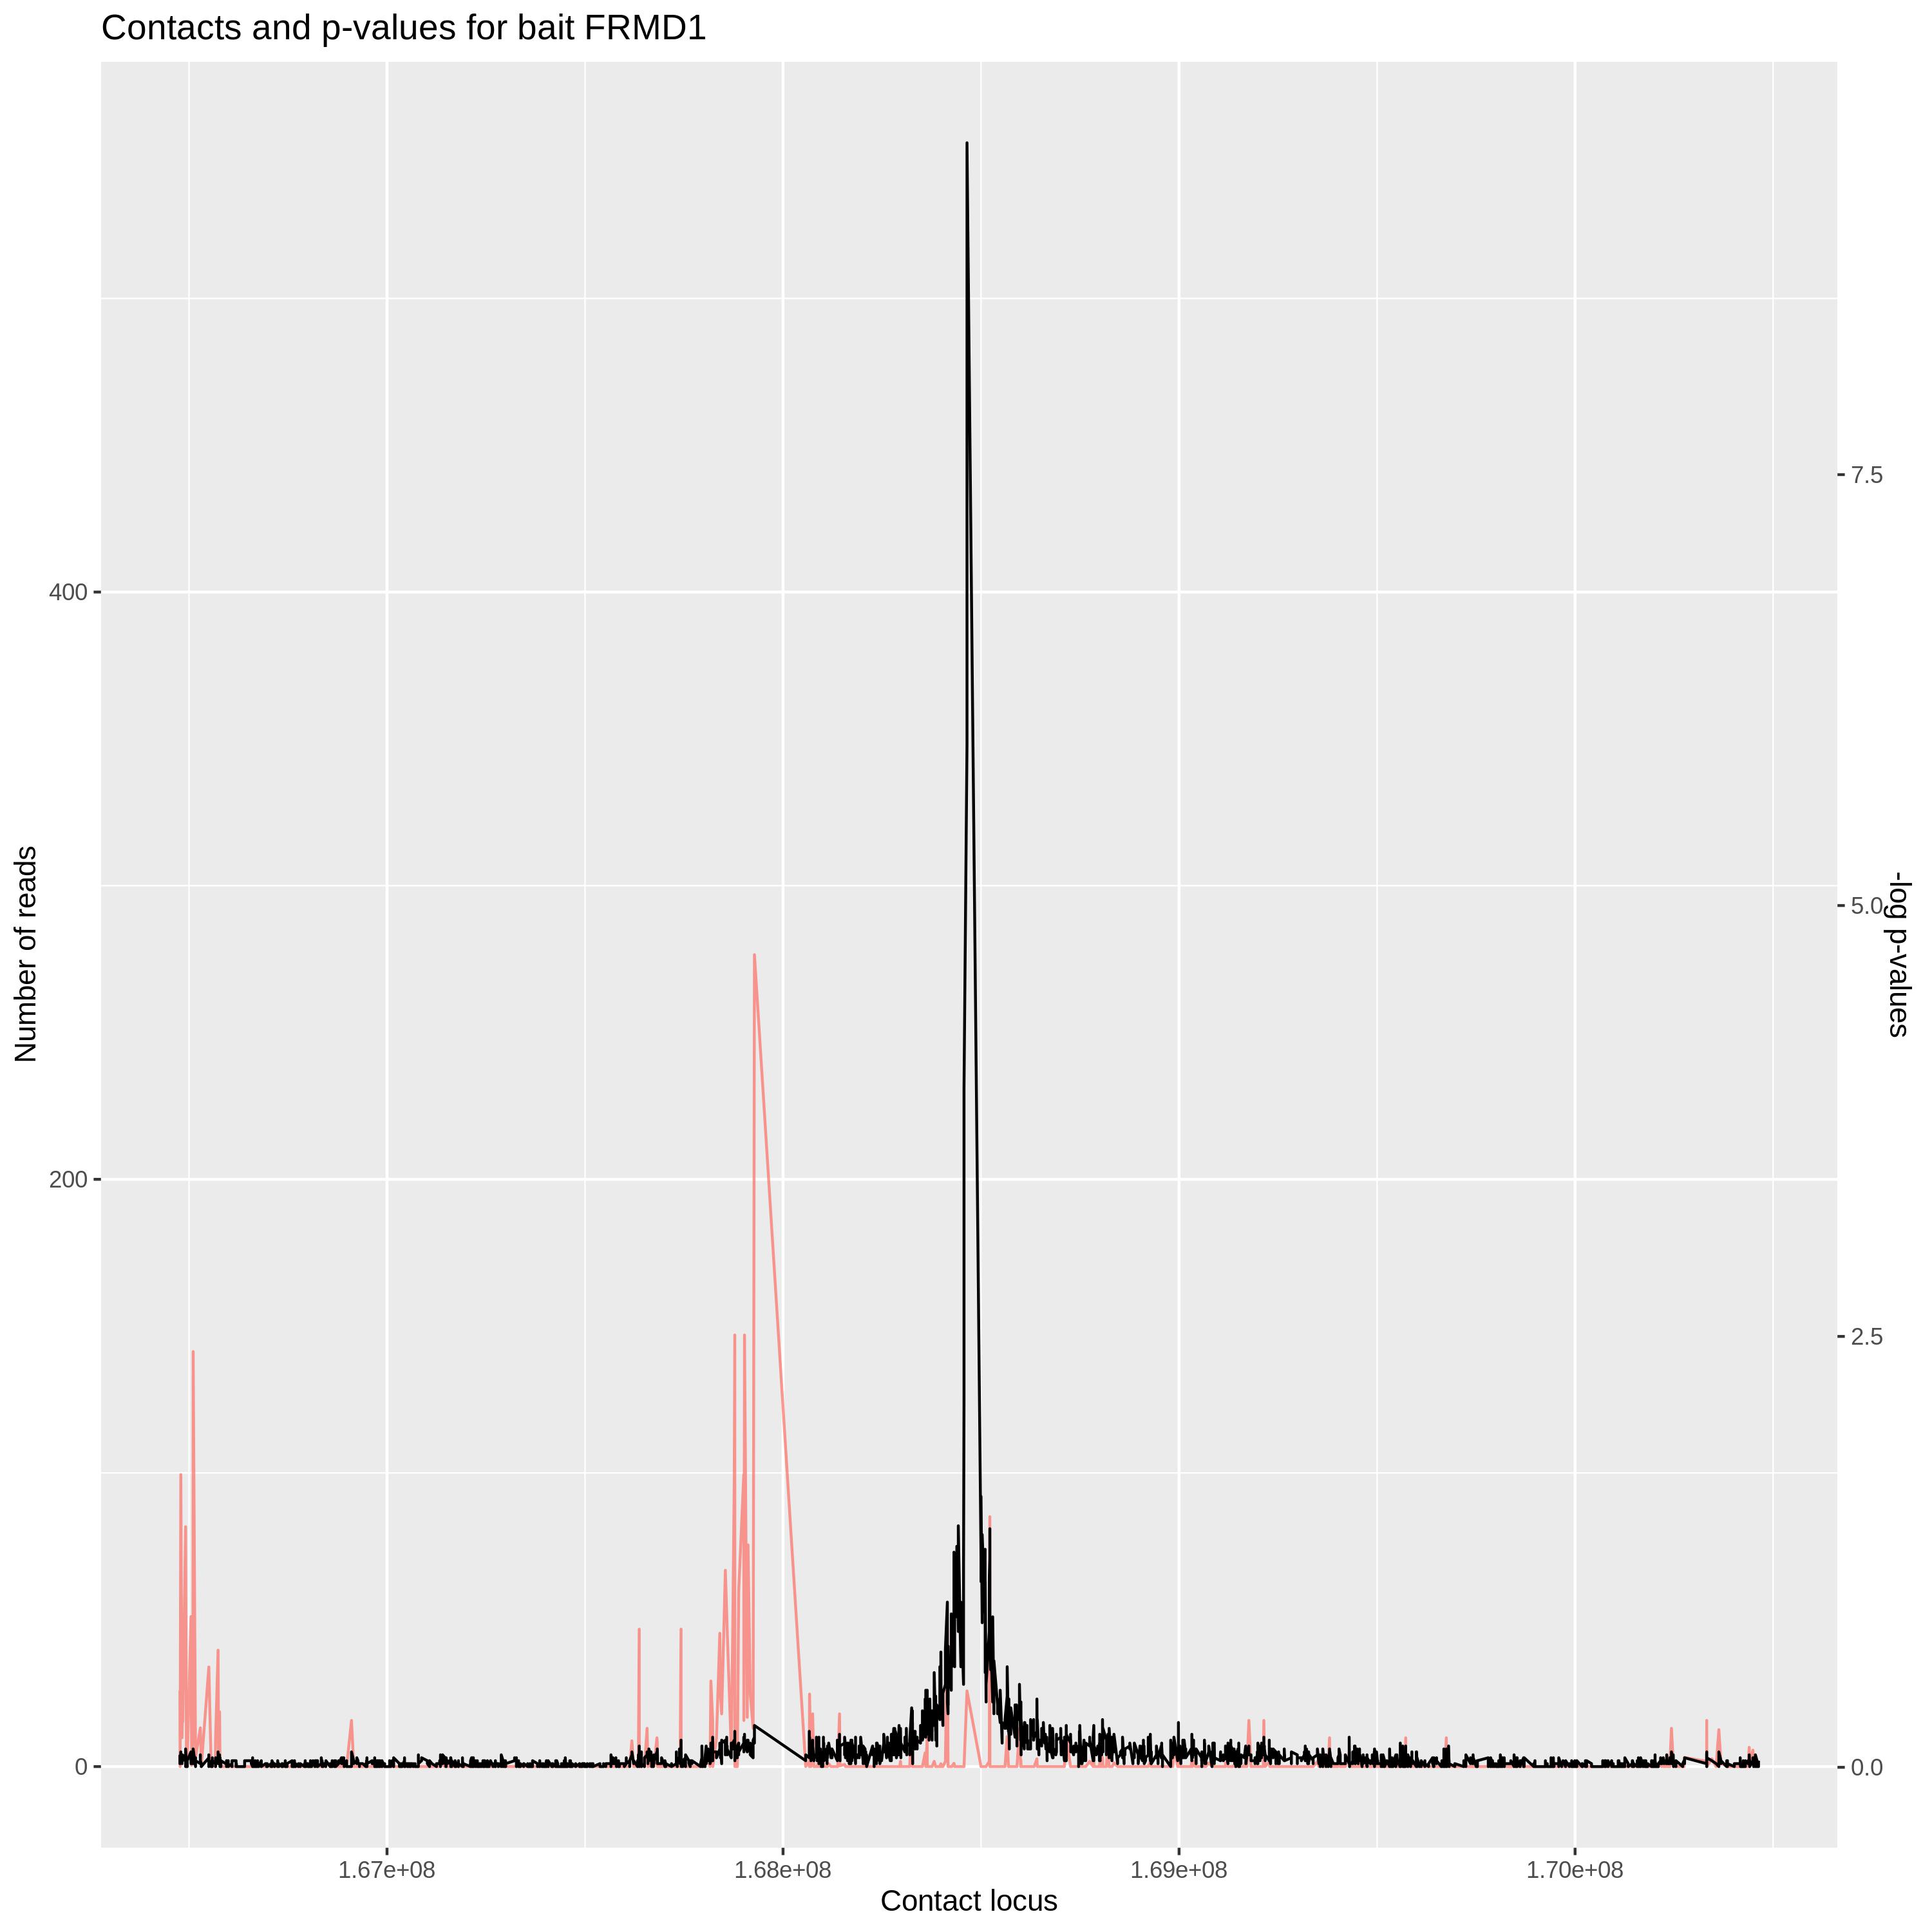 Contacts and p-values for bait FRMD1
Number of reads
400
200
0
7.5
5.0
2.5
0.0
-log p-values
1.67e+08
1.68e+08
1.69e+08
1.70e+08
Contact locus